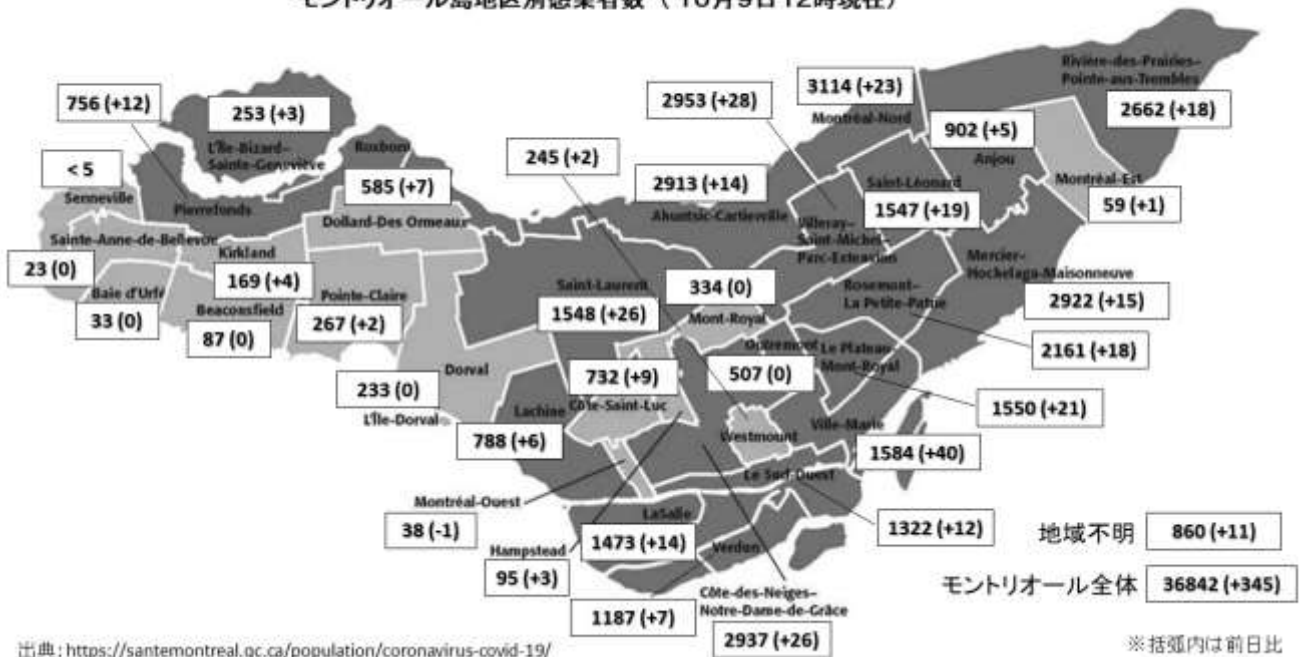 モントリオール島地区別感染者数（10月9日12時現在）
Rivière-des-Prairies–
Pointe-aux-Trembles
2662 (+18)
3114 (+23)
Montréal-Nord
2953 (+28)
756 (+12)
253 (+3)
L'Île-Bizard–
Sainte-Geneviève
902 (+5)
Anjou
245 (+2)
< 5
Senneville
585 (+7)
2913 (+14)
Ahuntsic-Cartierville
Saint-Léonard
1547 (+19)
Montréal-Est
59 (+1)
Pierrefonds
Dollard-Des Ormeaux
Villeray–
Saint-Michel–
Parc-Extension
Sainte-Anne-de-Bellevue
23 (0)
Kirkland
169 (+4)
Mercier–
Hochelaga-Maisonneuve
2922 (+15)
Baie d'Urfé
33 (0)
Beaconsfield
87 (0)
Pointe-Claire
267 (+2)
Saint-Laurent
1548 (+26)
334 (0)
Mont-Royal
Rosemont–
2161 (+18)
Outremont
507 (0)
Le Plateau–
Mont-Royal
1550 (+21)
Dorval
233 (0)
L'Île-Dorval
732 (+9)
Côte-Saint-Luc
Lachine
788 (+6)
Westmount
Ville-Marie
1584 (+40)
Le Sud-Ouest
1322 (+12)
Montréal-Ouest
38 (-1)
LaSalle
1473 (+14)
Hampstead
95 (+3)
Verdun
1187 (+7)
Côte-des-Neiges–
Notre-Dame-de-Grâce
2937 (+26)
地域不明 860 (+11)
モントリオール全体 36842 (+345)
出典: https://santemontreal.qc.ca/population/coronavirus-covid-19/
※括弧内は前日比